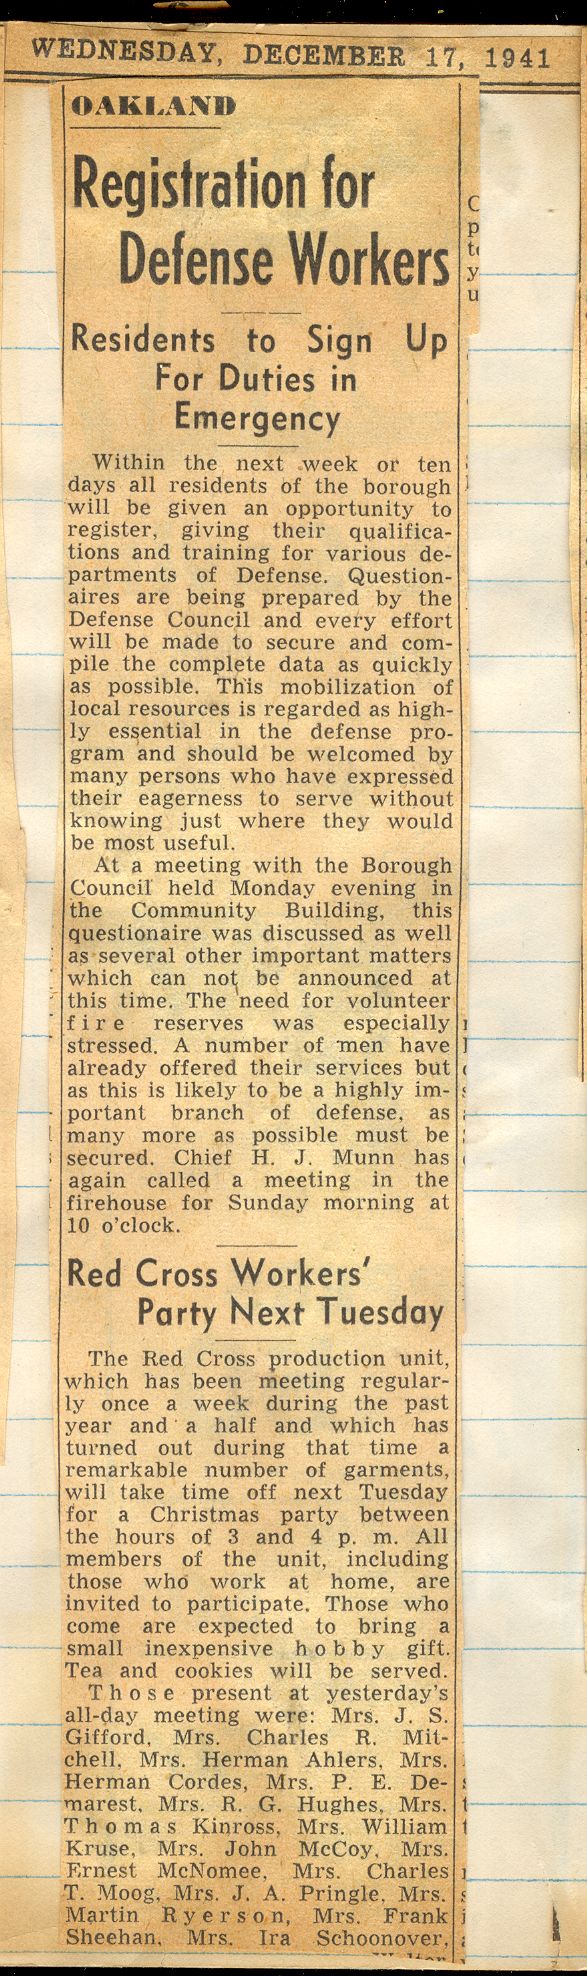 WEDNESDAY, DECEMBER 17, 1941
OAKLAND
Registration for
Defense Workers
Residents to Sign Up
For Duties in
Emergency
Within the next week or ten
days all residents of the borough
will be given an opportunity to
register, giving their qualifica-
tions and training for various de-
partments of Defense. Question-
aires are being prepared by the
Defense Council and every effort
will be made to secure and com-
pile the complete data as quickly
as possible. This mobilization of
local resources is regarded as high-
ly essential in the defense pro-
gram and should be welcomed by
many persons who have expressed
their eagerness to serve without
knowing just where they would
be most useful.
At a meeting with the Borough
Council held Monday evening in
the Community Building, this
questionaire was discussed as well
as several other important matters
which can not be announced at
this time. The need for volunteer
fire reserves was especially
stressed. A number of men have
already offered their services but
as this is likely to be a highly im-
portant branch of defense, as
many more as possible must be
secured. Chief H. J. Munn has
again called a meeting in the
firehouse for Sunday morning at
10 o'clock.
Red Cross Workers'
Party Next Tuesday
The Red Cross production unit,
which has been meeting regular-
ly once a week during the past
year and a half and which has
turned out during that time a
remarkable number of garments,
will take time off next Tuesday
for a Christmas party between
the hours of 3 and 4 p. m. All
members of the unit, including
those who work at home, are
invited to participate. Those who
come are expected to bring a
small inexpensive hobby gift.
Tea and cookies will be served.
Those present at yesterday's
all-day meeting were: Mrs. J. S.
Gifford, Mrs. Charles R. Mit-
chell, Mrs. Herman Ahlers, Mrs.
Herman Cordes, Mrs. P. E. De-
marest, Mrs. R. G. Hughes, Mrs.
Thomas Kinross, Mrs. William
Kruse, Mrs. John McCoy, Mrs.
Ernest McNomee, Mrs. Charles
T. Moog, Mrs. J. A. Pringle, Mrs.
Martin Ryerson, Mrs. Frank
Sheehan, Mrs. Ira Schoonover,